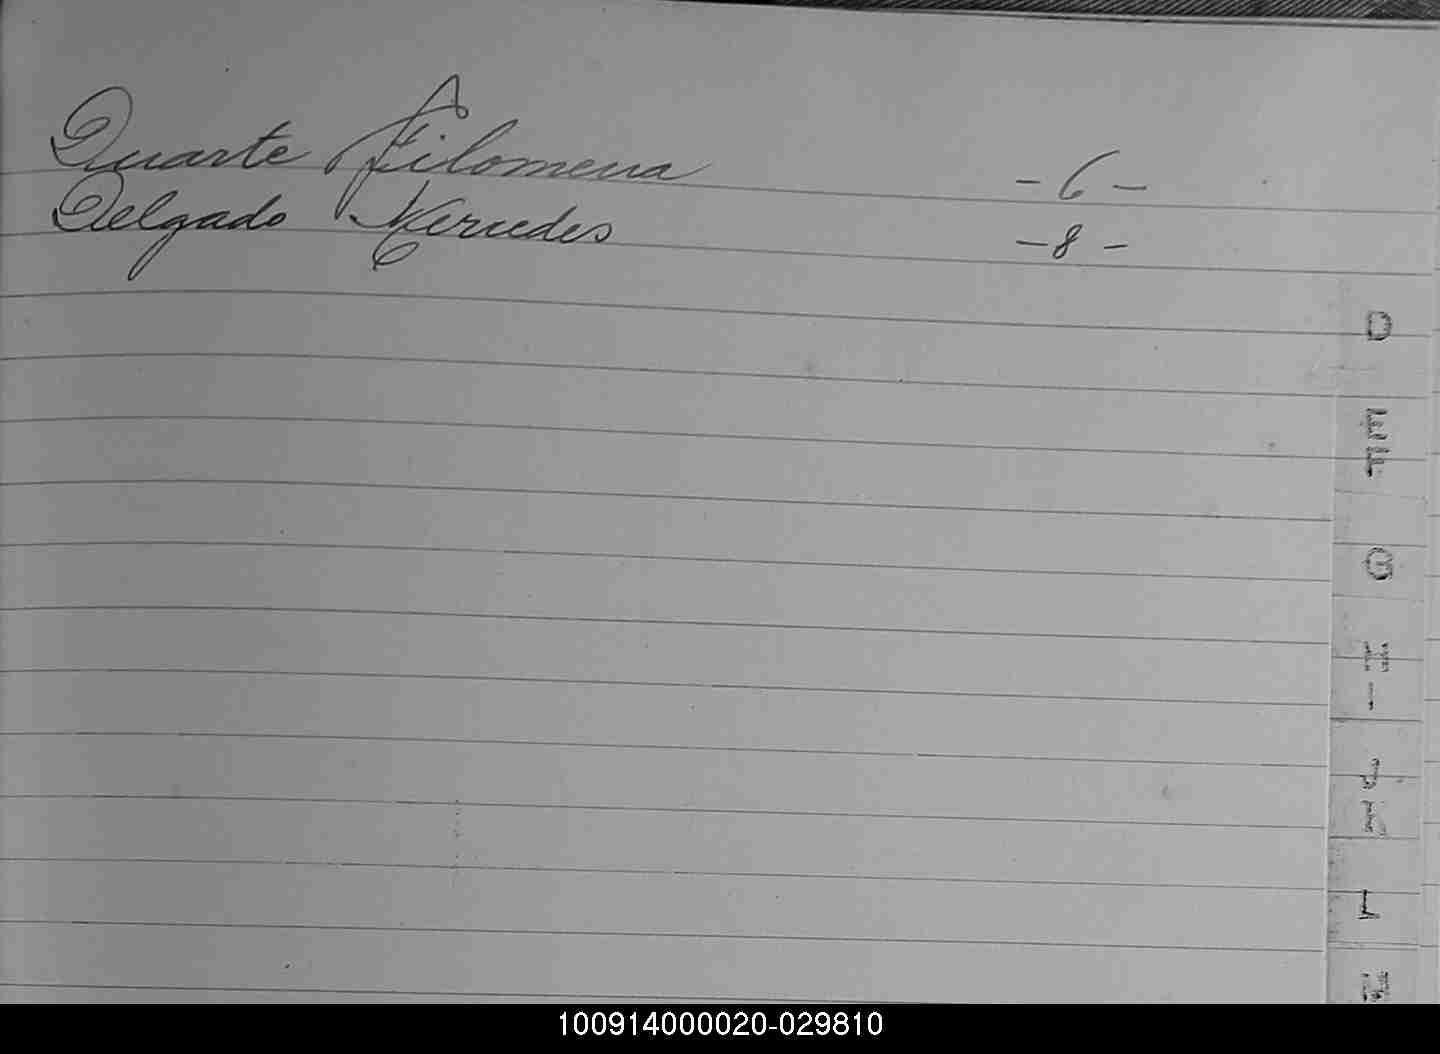 Duarte Filomena - 6 -
Delgado Mercedes - 8 -
D
E F
G
H I
J K
L
M
100914000020-029810